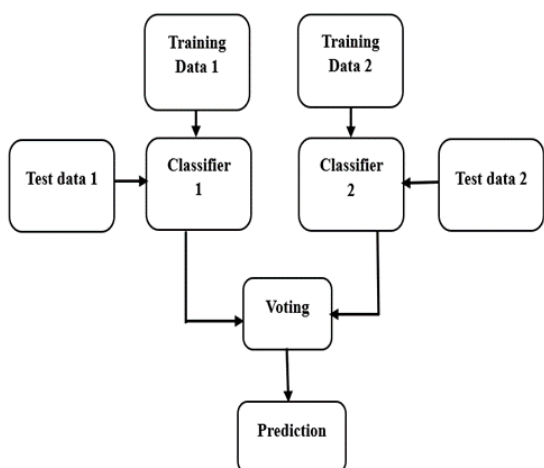 Training
Data 1
Training
Data 2
Test data 1
Classifier
1
Classifier
2
Test data 2
Voting
Prediction